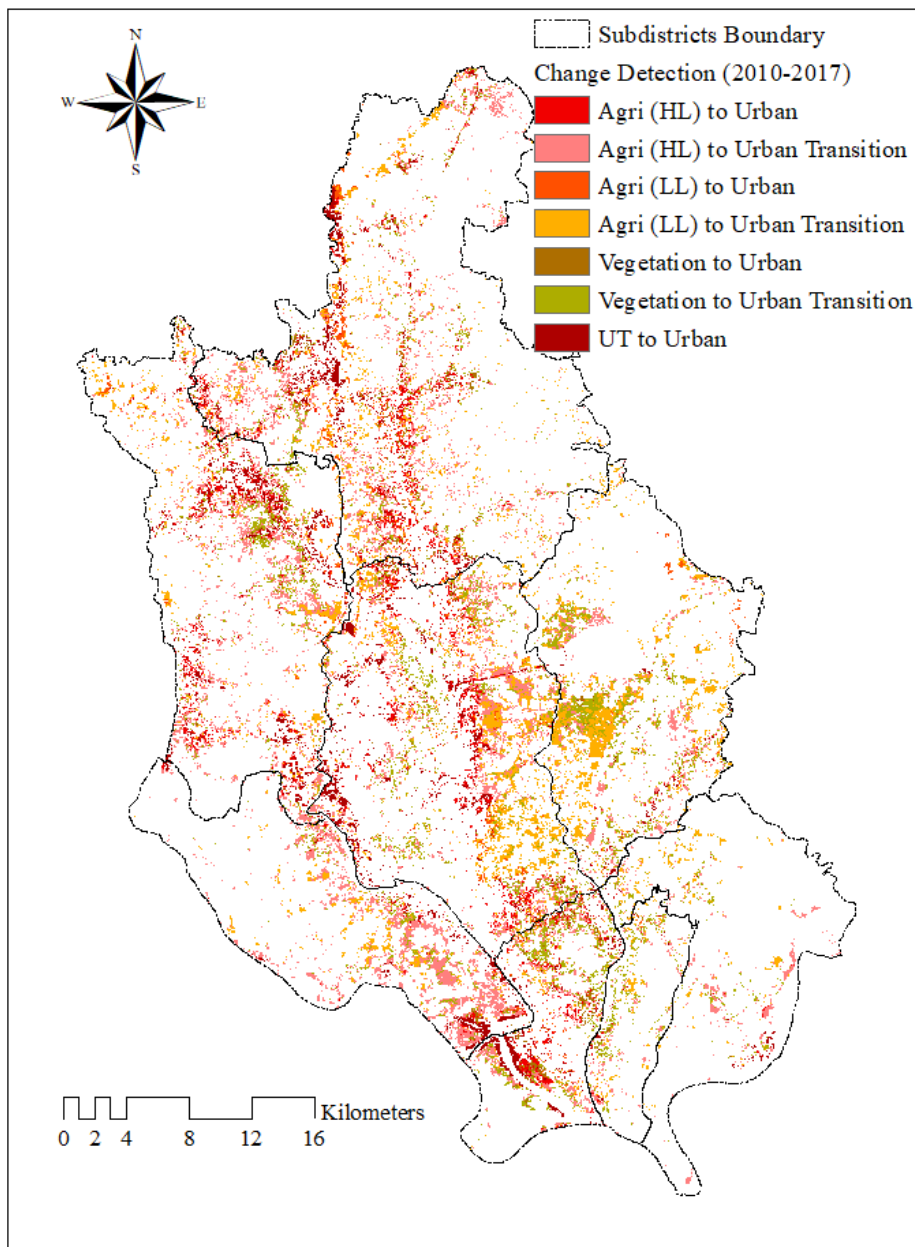 N
W E
S
Subdistricts Boundary
Change Detection (2010-2017)
Agri (HL) to Urban
Agri (HL) to Urban Transition
Agri (LL) to Urban
Agri (LL) to Urban Transition
Vegetation to Urban
Vegetation to Urban Transition
UT to Urban
Kilometers
0 2 4 8 12 16